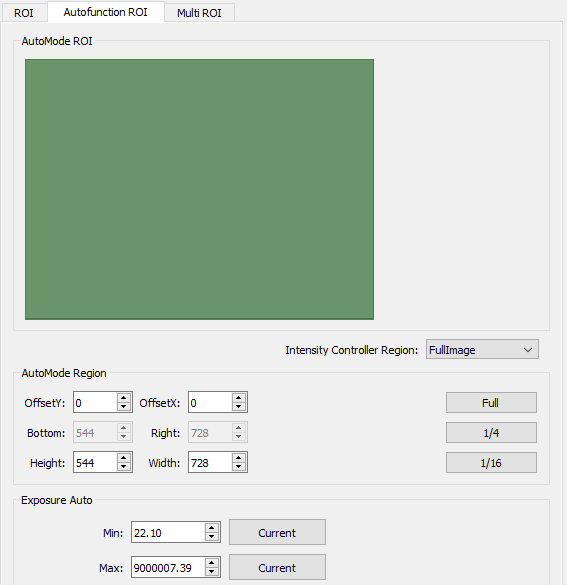 ROI Autofunction ROI Multi ROI
AutoMode ROI
Intensity Controller Region: FullImage
AutoMode Region
OffsetY: 0 OffsetX: 0 Full
Bottom: 544 Right: 728 1/4
Height: 544 Width: 728 1/16
Exposure Auto
Min: 22.10 Current
Max: 9000007.39 Current